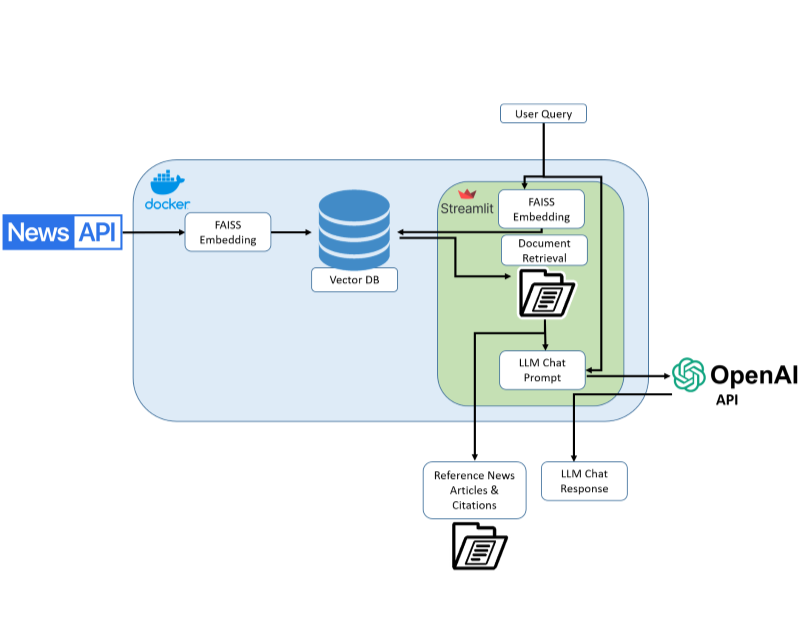 User Query
docker
Streamlit
FAISS
Embedding
News API
FAISS
Embedding
Document
Retrieval
Vector DB
LLM Chat
Prompt
OpenAI
API
Reference News
Articles &
Citations
LLM Chat
Response